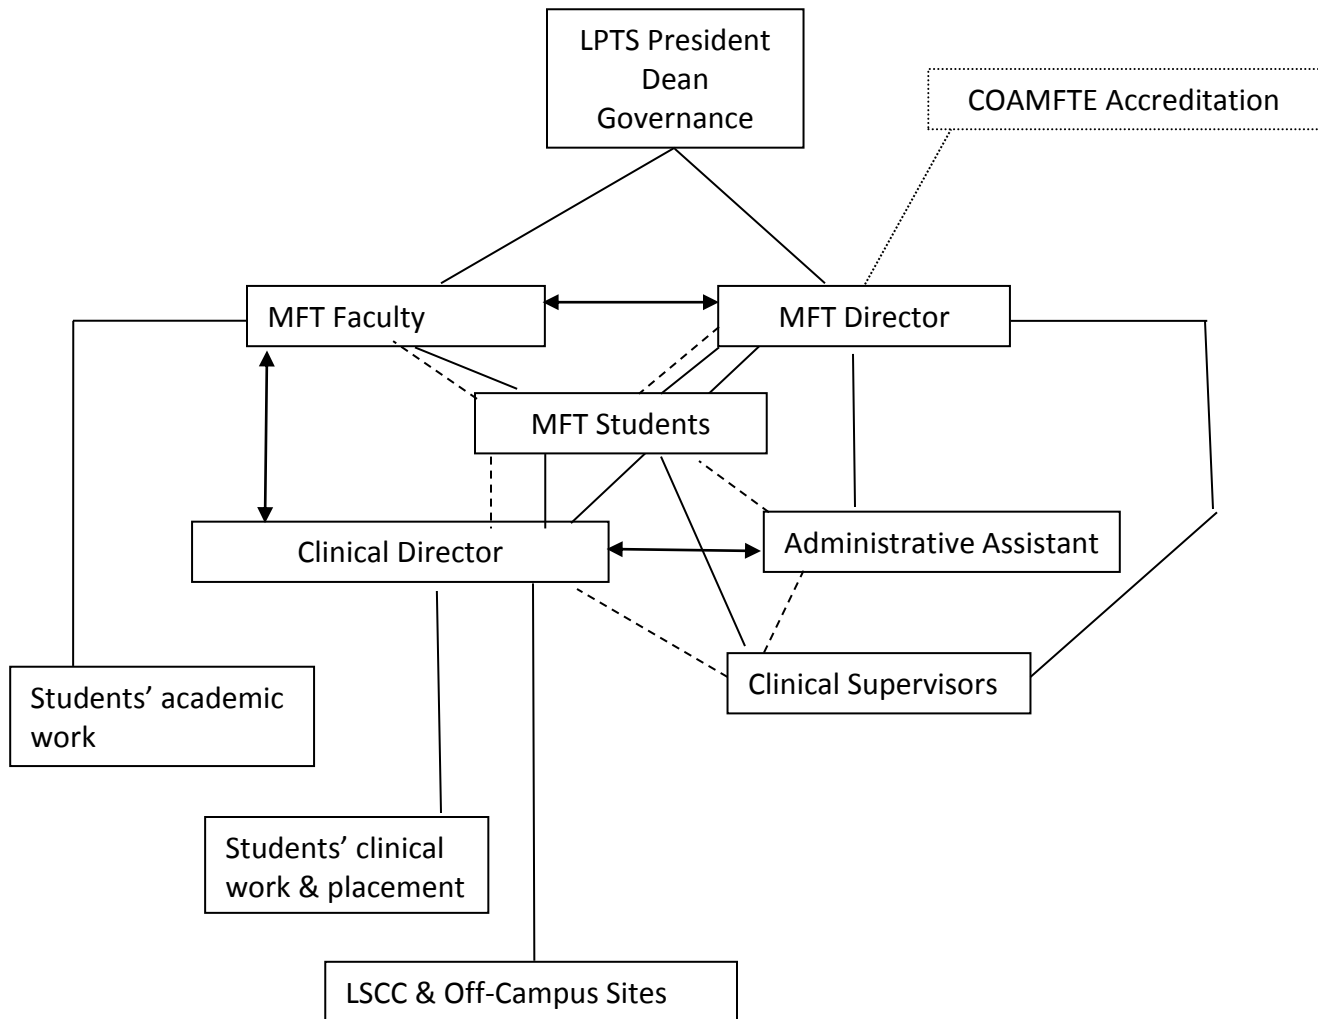 LPTS President
Dean
Governance
COAMFTE Accreditation
MFT Faculty
MFT Director
MFT Students
Clinical Director
Administrative Assistant
Clinical Supervisors
Students’ academic
work
Students’ clinical
work & placement
LSCC & Off-Campus Sites